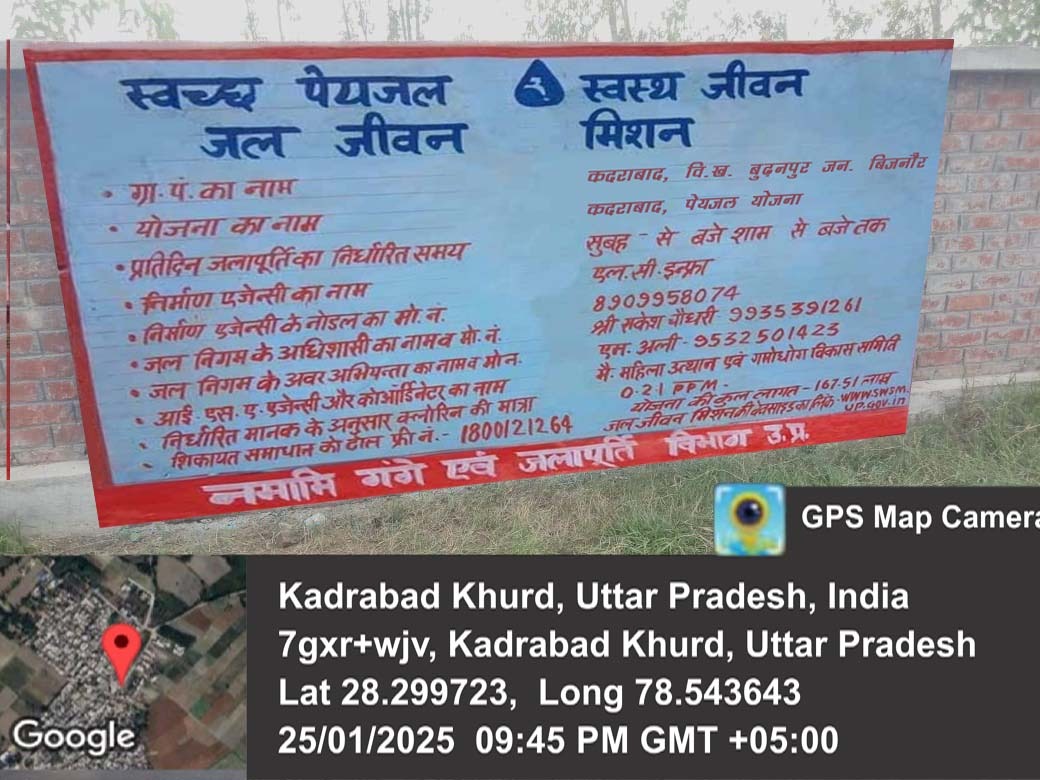 स्वच्छ पेयजल स्वस्थ जीवन
जल जीवन मिशन
• ग्रा.पं. का नाम
कदराबाद, वि.ख. बुढ़नपुर जन. बिजनौर
• योजना का नाम
कदराबाद, पेयजल योजना
• प्रतिदिन जलापूर्ति का निर्धारित समय
सुबह - से बजे शाम से बजे तक
• निर्माण एजेन्सी का नाम
एल.सी.इन्फ्रा
• निर्माण एजेन्सी के नोडल का मो.नं.
8909958074
• जल निगम के अधिशासी का नाम व मो.नं.
श्री राकेश चौधरी 9935391261
• जल निगम के अवर अभियन्ता का नाम व मो.न.
एम. अली- 9532501423
• आई. एस. ए. एजेन्सी और कोऑर्डिनेटर का नाम
मै. महिला उत्थान एवं गमोधोग विकास समिति
• निर्धारित मानक के अनुसार क्लोरिन की मात्रा
0.21 PPM -
योजना की कुल लागत - 167.51 लाख
• शिकायत समाधान को टोल फ्री नं.- 1800121264
जल जीवन मिशन की वेबसाइड का लिंक- www.swsm.
UP.gov.in
नमामि गंगे एवं जलापूर्ति विभाग उ.प्र.
GPS Map Camera
Kadrabad Khurd, Uttar Pradesh, India
7gxr+wjv, Kadrabad Khurd, Uttar Pradesh
Lat 28.299723, Long 78.543643
25/01/2025 09:45 PM GMT +05:00
Google